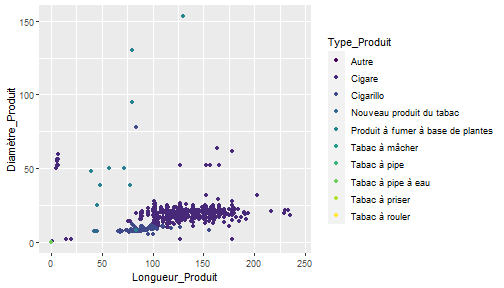 Diamètre_Produit
150
100
50
0
0
50
100
150
200
250
Longueur_Produit
Type_Produit
Autre
Cigare
Cigarillo
Nouveau produit du tabac
Produit à fumer à base de plantes
Tabac à mâcher
Tabac à pipe
Tabac à pipe à eau
Tabac à priser
Tabac à rouler